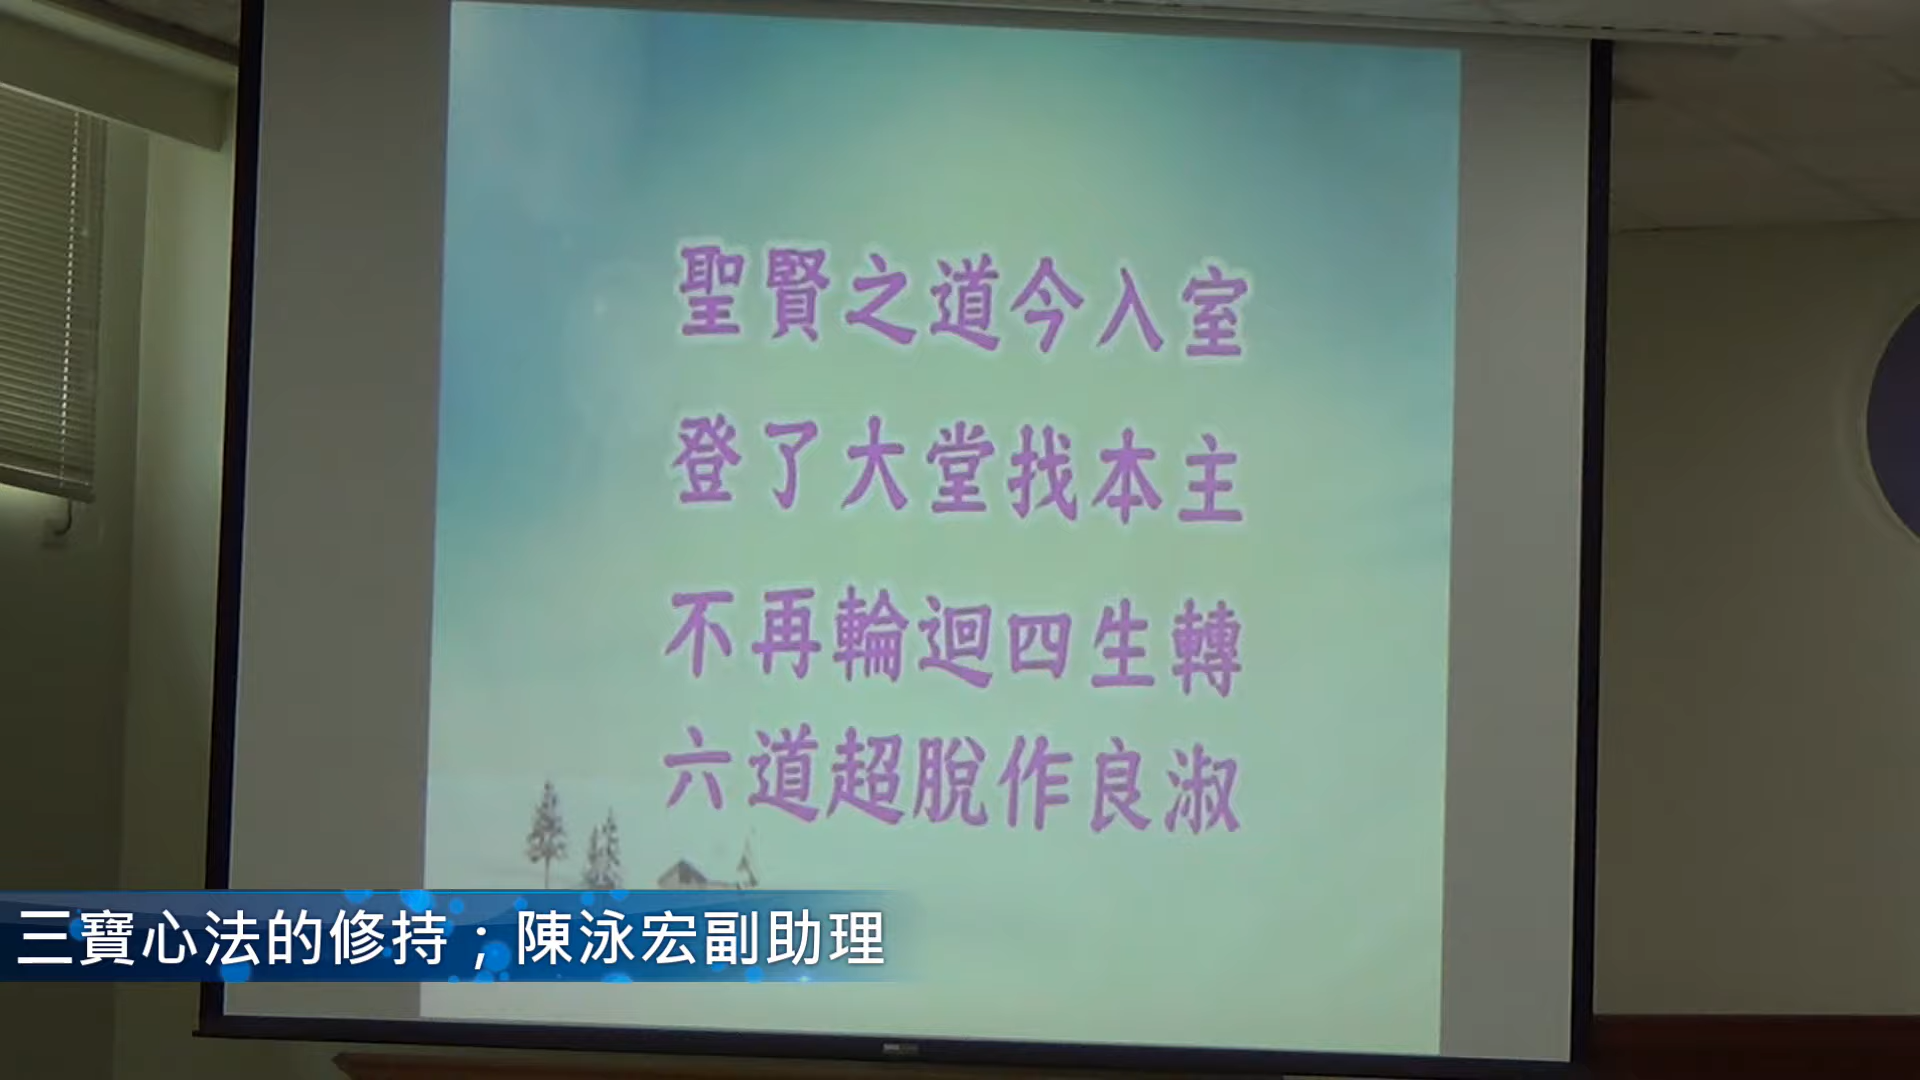 聖賢之道今入室
登了大堂找本主
不再輪迴四生轉
六道超脫作良淑
三寶心法的修持；陳泳宏副助理